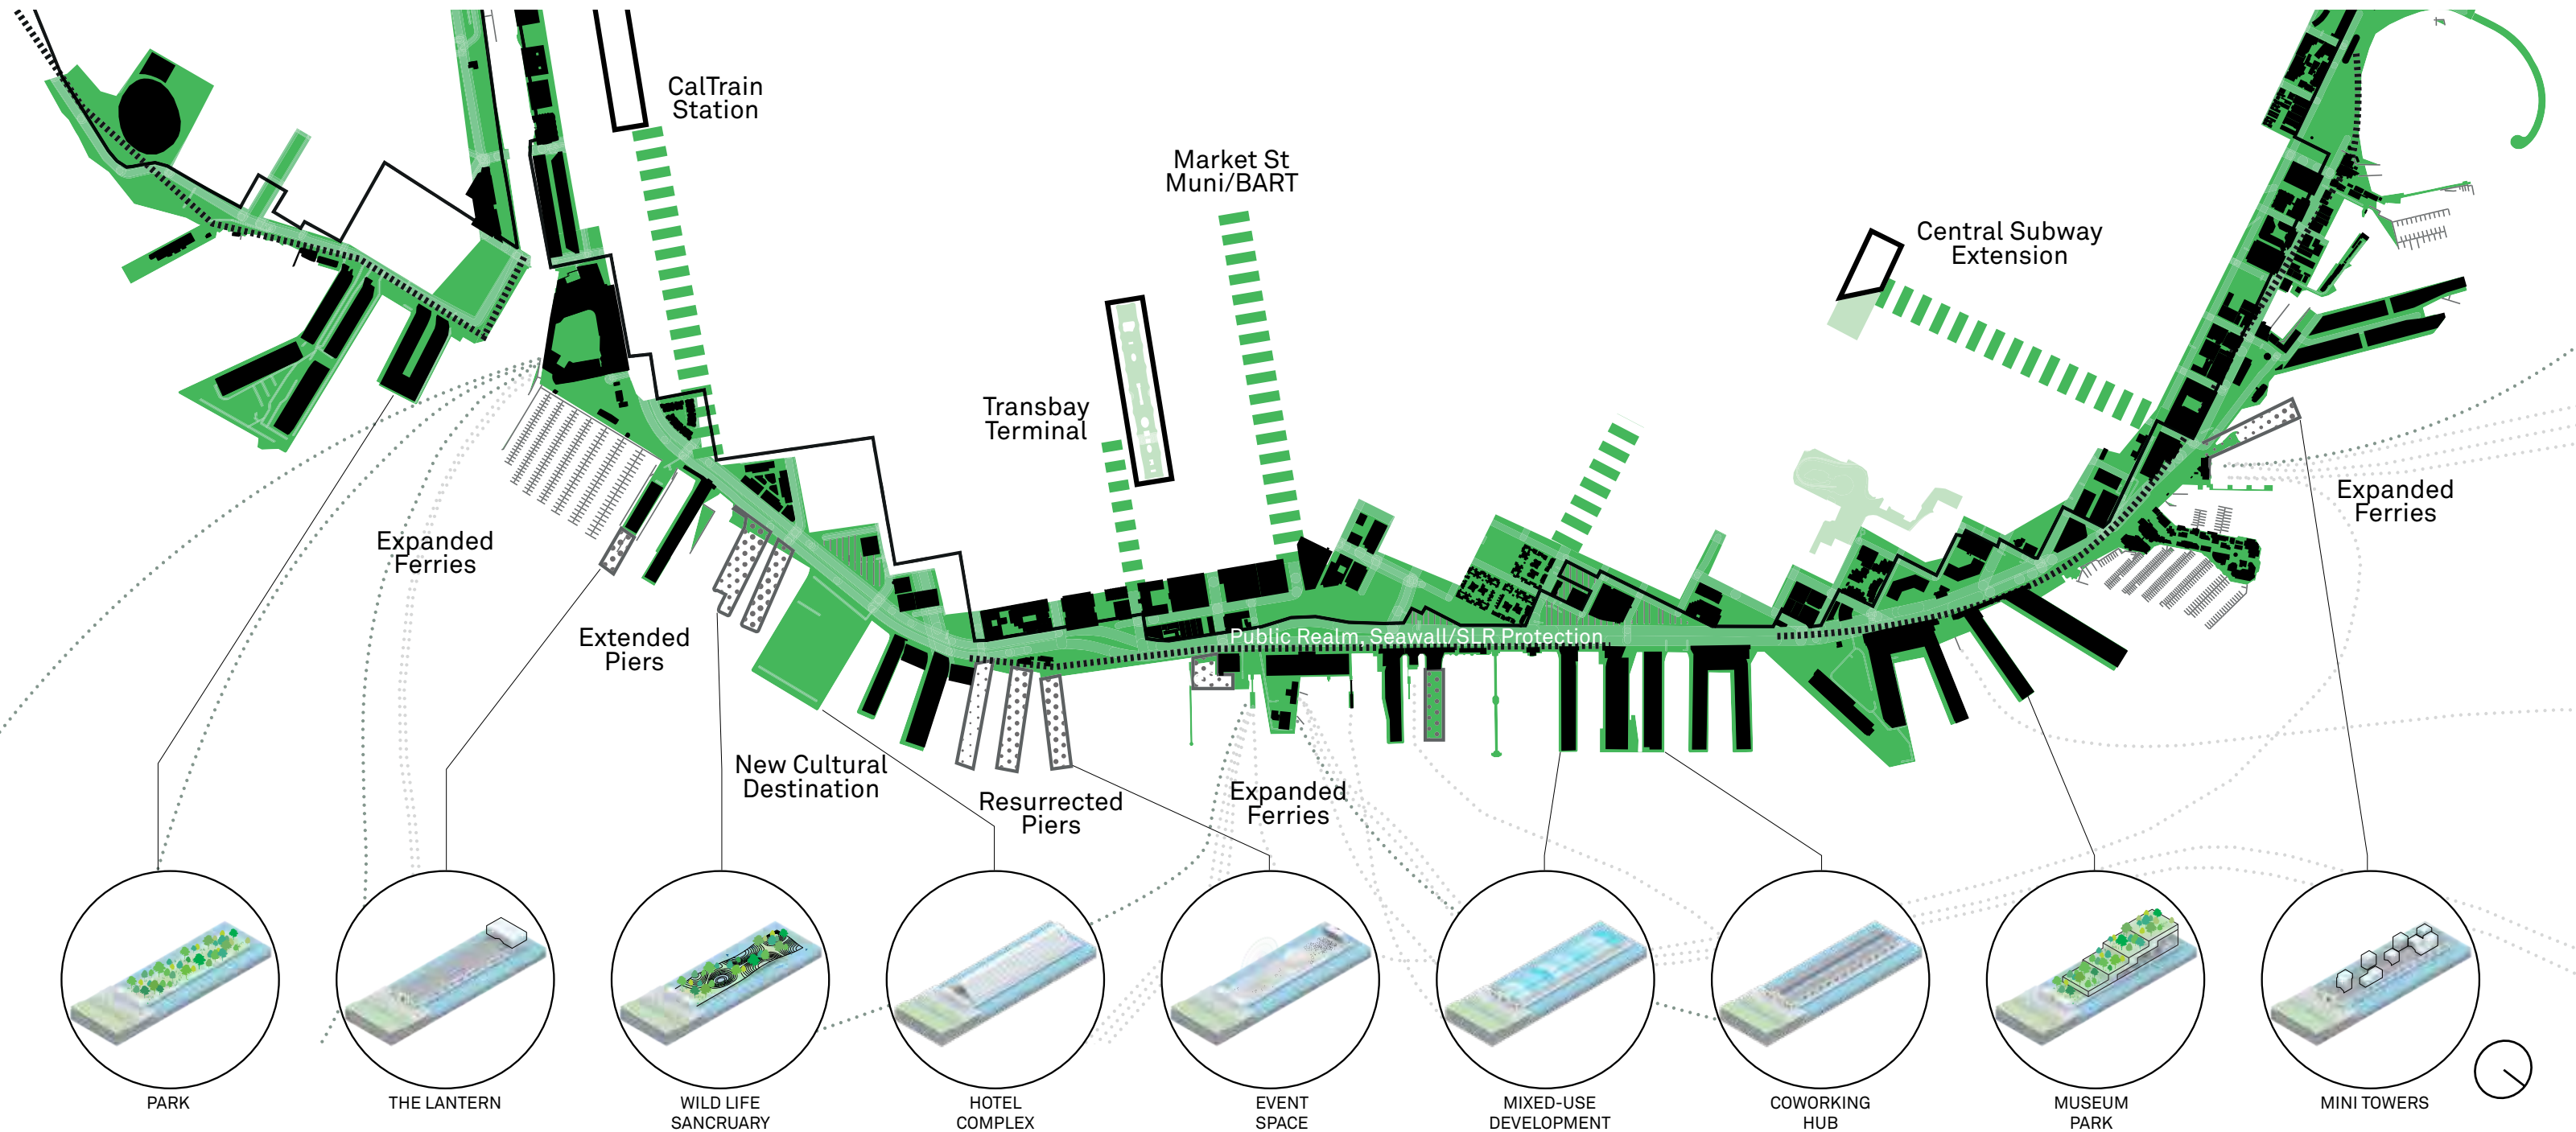 CalTrain
Station
Market St
Muni/BART
Central Subway
Extension
Transbay
Terminal
Expanded
Ferries
Expanded
Ferries
Extended
Piers
Public Realm, Seawall/SLR Protection
New Cultural
Destination
Resurrected
Piers
Expanded
Ferries
PARK
THE LANTERN
WILD LIFE
SANCRUARY
HOTEL
COMPLEX
EVENT
SPACE
MIXED-USE
DEVELOPMENT
COWORKING
HUB
MUSEUM
PARK
MINI TOWERS